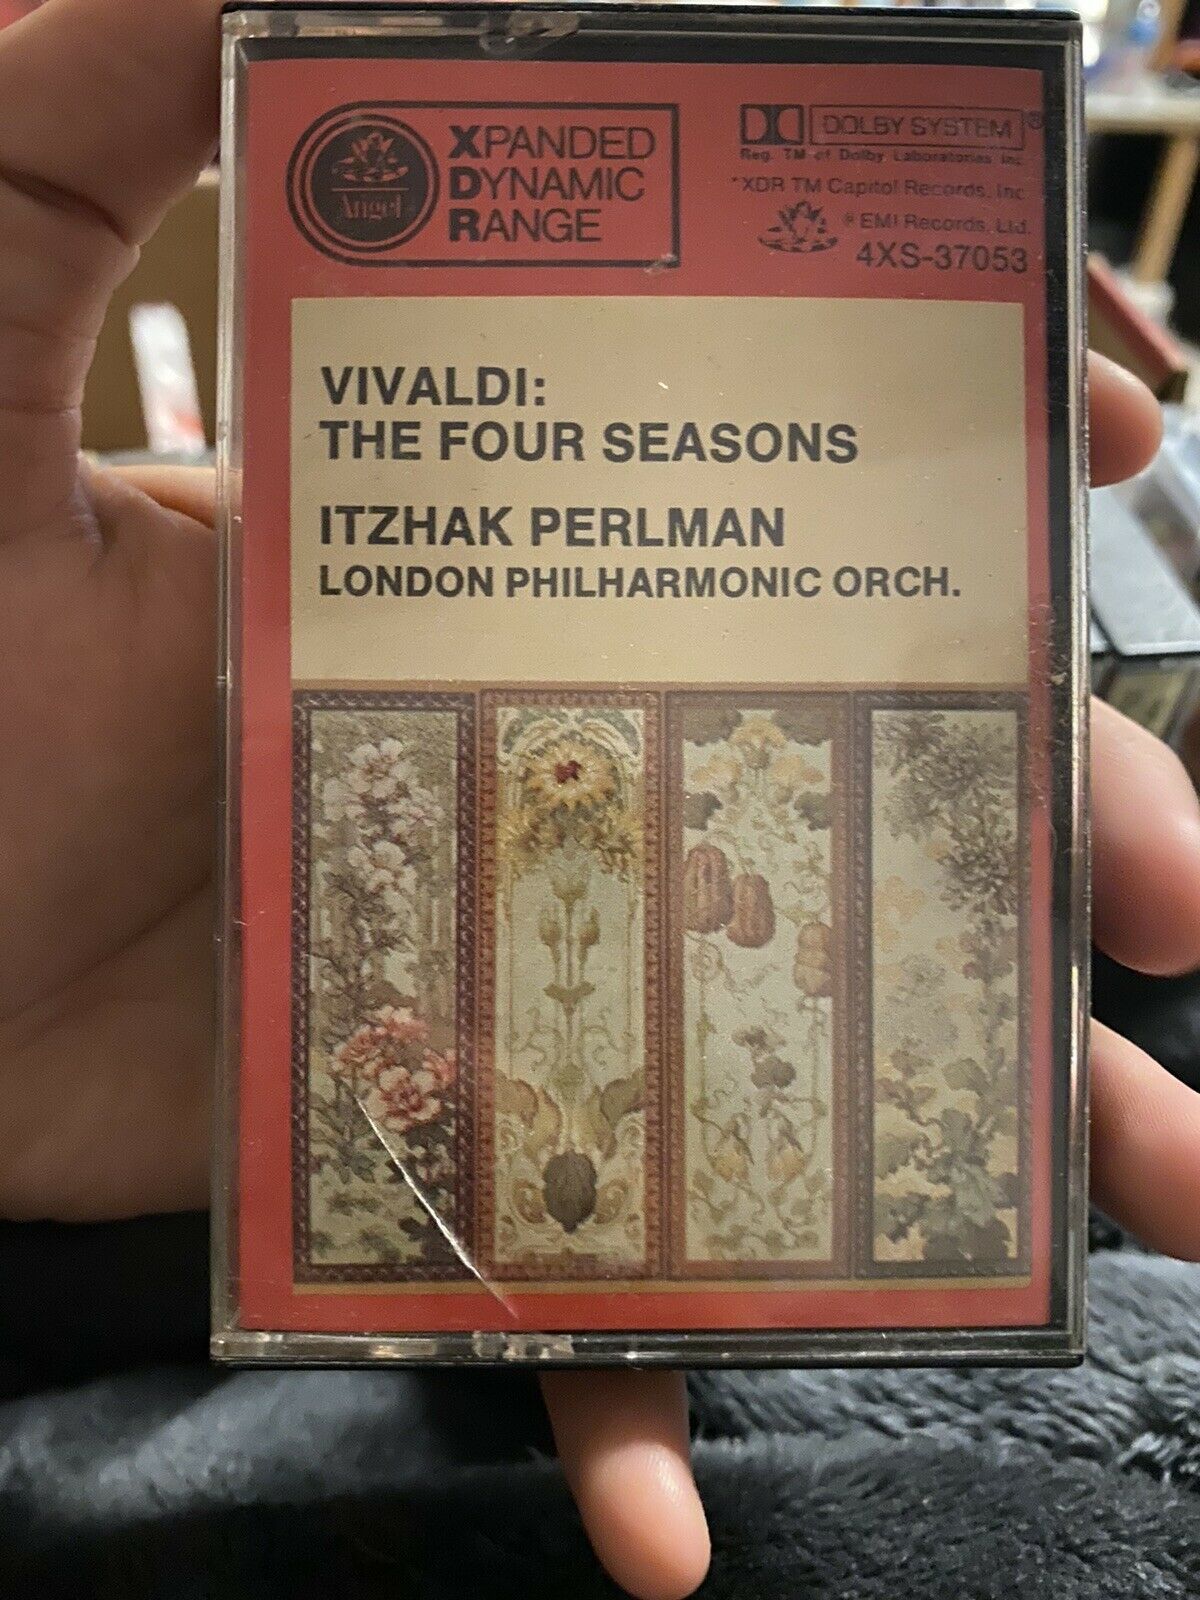 XPANDED
DYNAMIC
RANGE
Angel
DOLBY SYSTEM®
Reg. TM of Dolby Laboratories Inc
*XDR TM Capitol Records, Inc
® EMI Records, Ltd.
4XS-37053
VIVALDI:
THE FOUR SEASONS
ITZHAK PERLMAN
LONDON PHILHARMONIC ORCH.